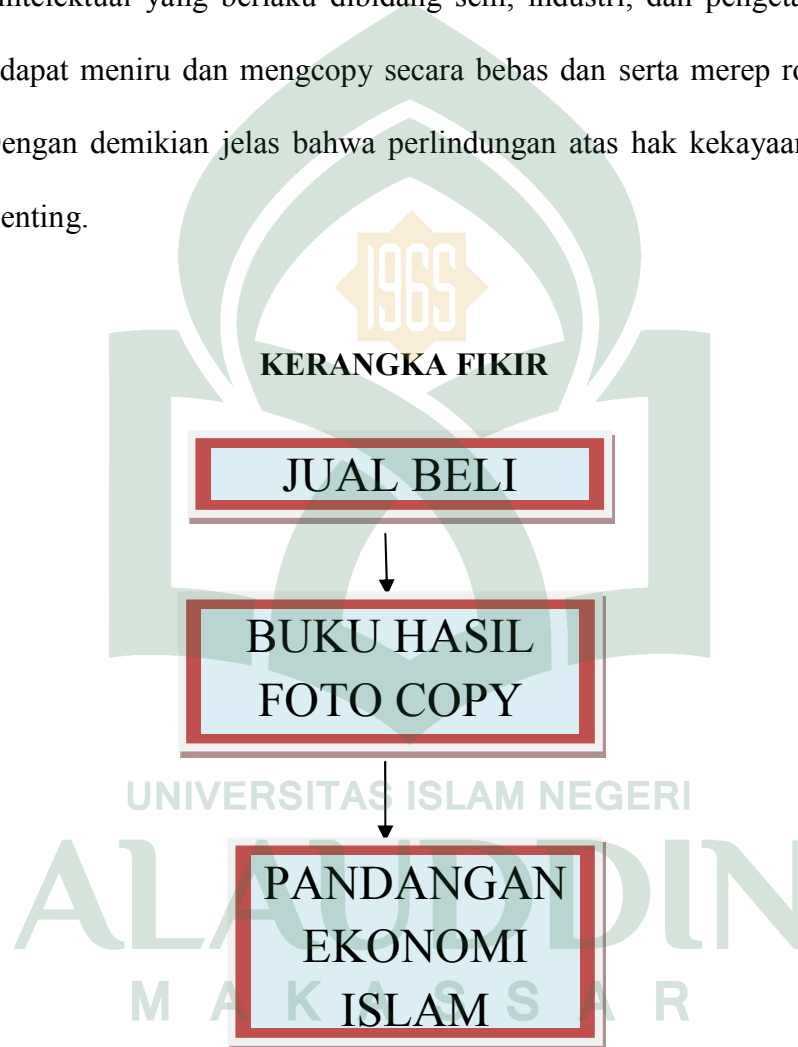 intelektual yang berlaku dibidang seni, industri, dan
dapat meniru dan mengcopy secara bebas dan serta merep
engan demikian jelas bahwa perlindungan atas hak kekayaan
enting.
1965
KERANGKA FIKIR
JUAL BELI
BUKU HASIL
FOTO COPY
UNIVERSITAS ISLAM NEGERI
PANDANGAN
EKONOMI
ISLAM
ALAUDDIN
MAKASSAR